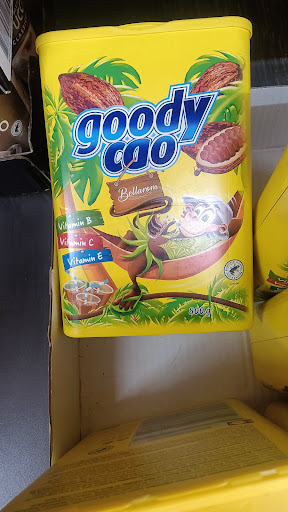 goody
cao
Bellarom
Vitamin B
Vitamin C
Vitamin E
800 g